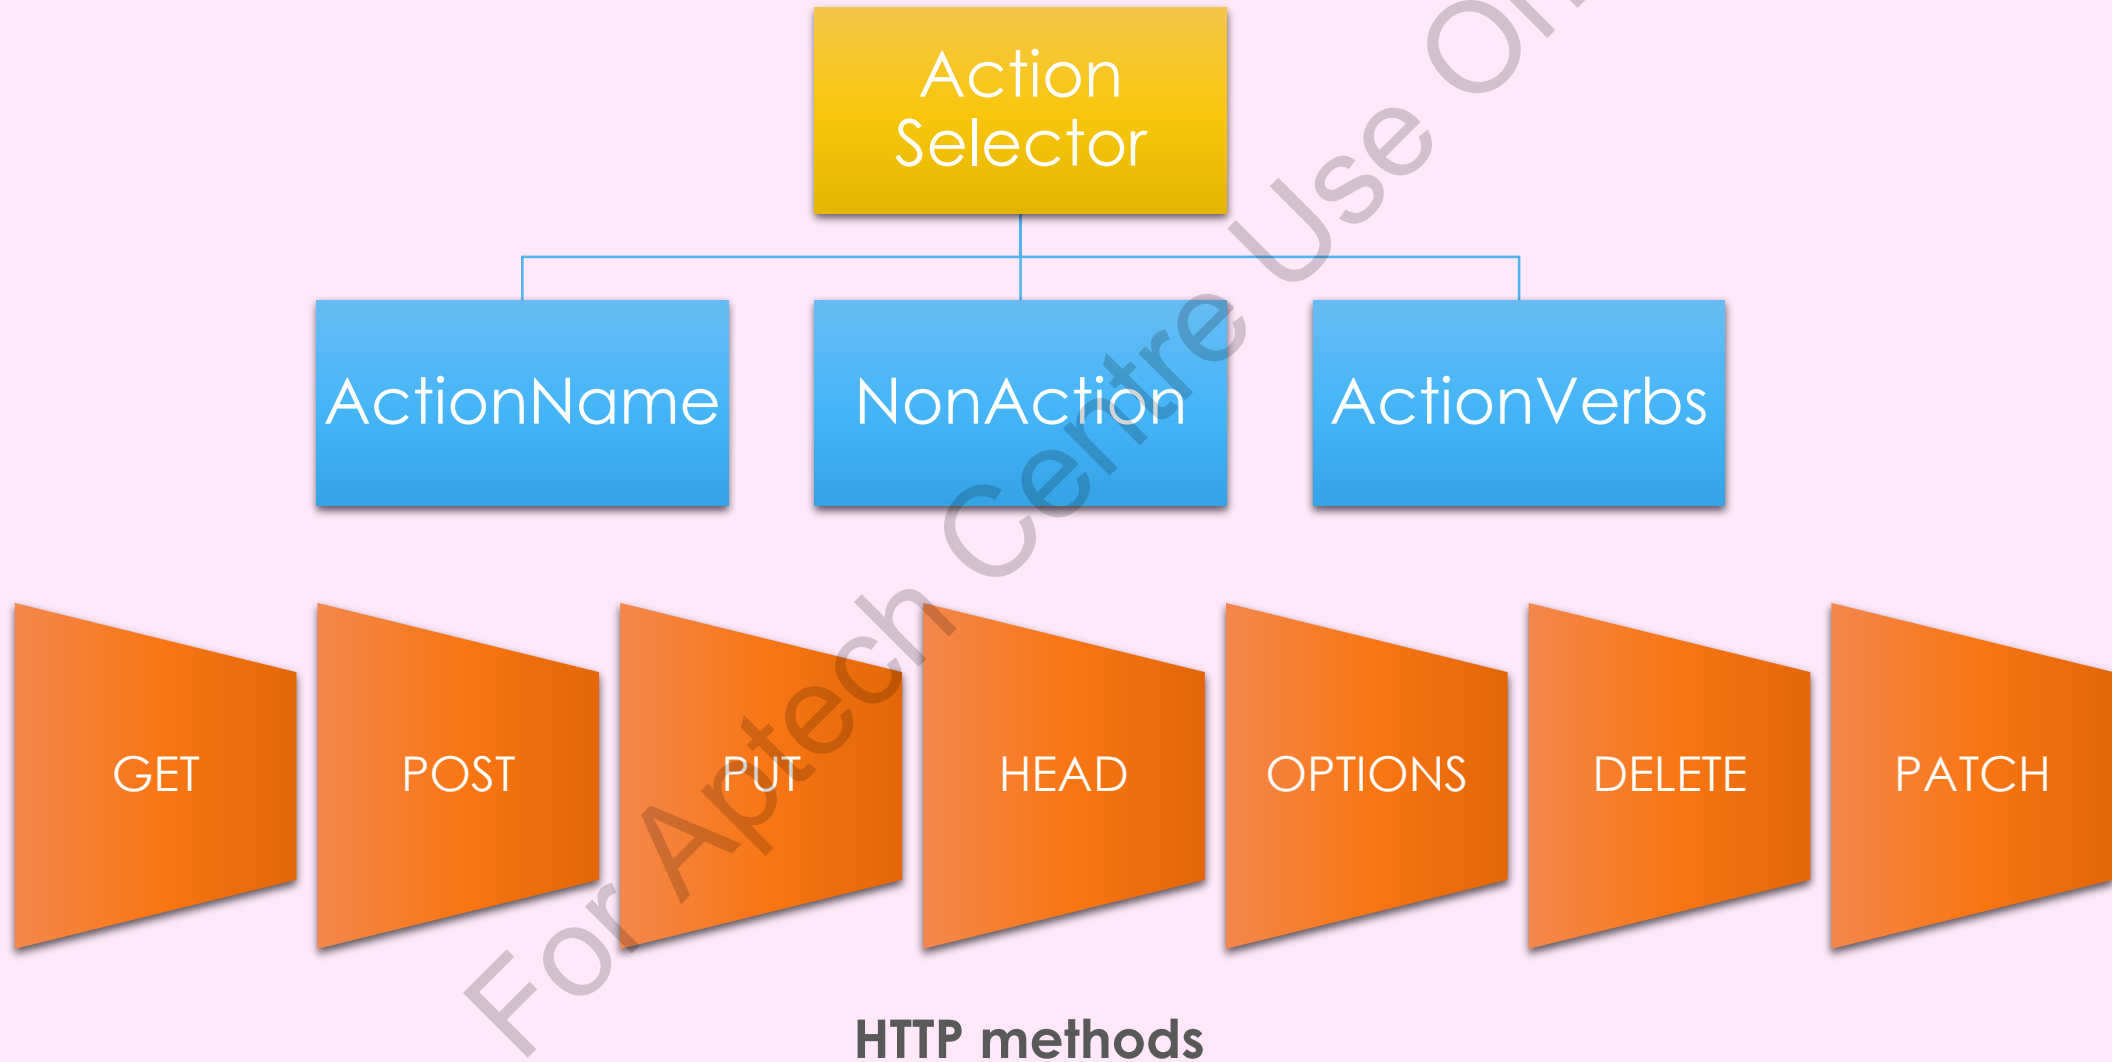 Action
Selector
ActionName
NonAction
ActionVerbs
GET
POST
PUT
HEAD
OPTIONS
DELETE
PATCH
HTTP methods
For Aptech Centre Use